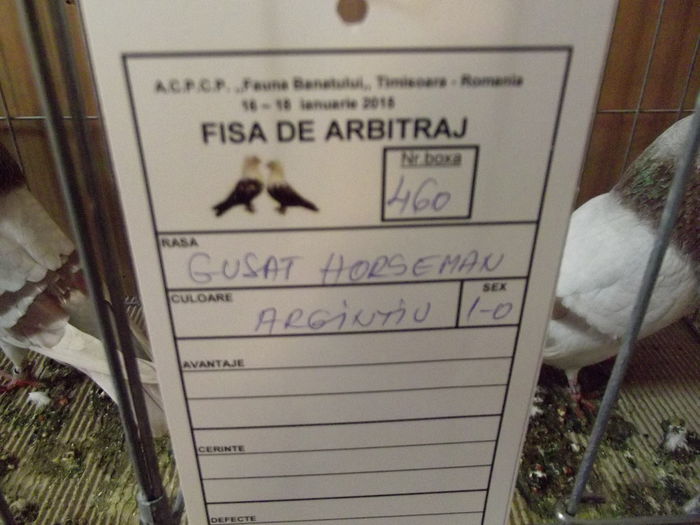 A.C.P.C.P. ,,Fauna Banatului,, Timisoara - Romania
16 – 18 ianuarie 2015
FISA DE ARBITRAJ
Nr.boxa
460
RASA
GUSAT HORSEMAN
CULOARE
ARGINTIU
SEX
1-0
AVANTAJE
CERINTE
DEFECTE